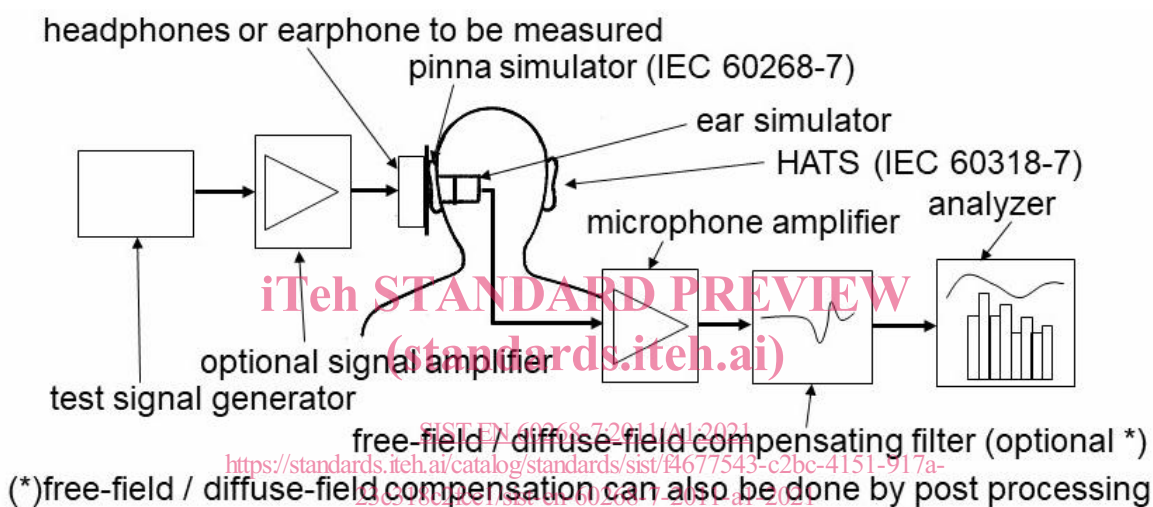 headphones or earphone to be measured
pinna simulator (IEC 60268-7)
ear simulator
HATS (IEC 60318-7)
analyzer
microphone amplifier
iTeh STANDARD PREVIEW
(standards.iteh.ai)
optional signal amplifier
test signal generator
SIST EN 60268-7:2011/A1:2021
free-field / diffuse-field compensating filter (optional *)
https://standards.iteh.ai/catalog/standards/sist/f4677543-c2bc-4151-917a-
(*)free-field / diffuse-field compensation can also be done by post processing